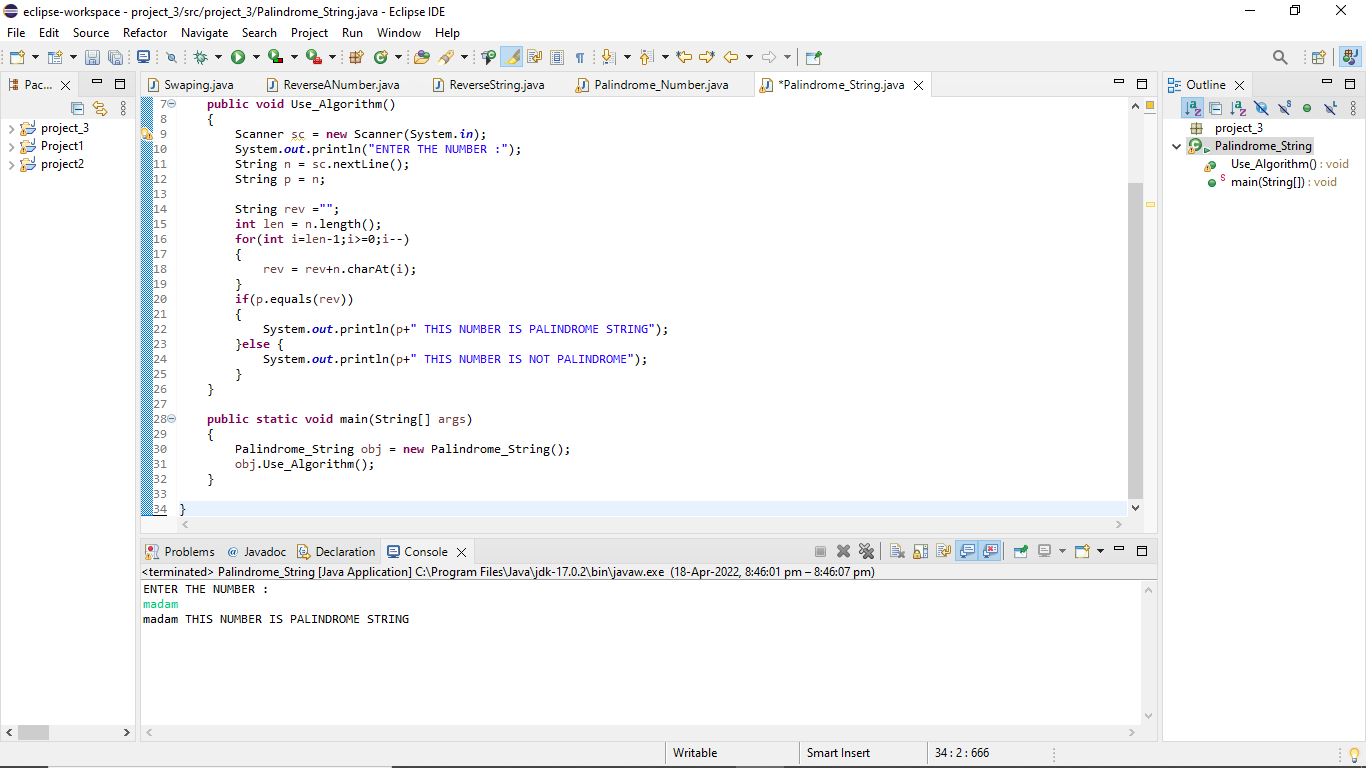 eclipse-workspace - project_3/src/project_3/Palindrome_String.java - Eclipse IDE
File Edit Source Refactor Navigate Search Project Run Window Help
Pac...
Swaping.java ReverseANumber.java ReverseString.java Palindrome_Number.java *Palindrome_String.java
Outline
project_3
Project1
project2
7 public void Use_Algorithm()
8 {
9 Scanner sc = new Scanner(System.in);
10 System.out.println("ENTER THE NUMBER :");
11 String n = sc.nextLine();
12 String p = n;
13
14 String rev ="";
15 int len = n.length();
16 for(int i=len-1;i>=0;i--)
17 {
18 rev = rev+n.charAt(i);
19 }
20 if(p.equals(rev))
21 {
22 System.out.println(p+" THIS NUMBER IS PALINDROME STRING");
23 }else {
24 System.out.println(p+" THIS NUMBER IS NOT PALINDROME");
25 }
26 }
27
28 public static void main(String[] args)
29 {
30 Palindrome_String obj = new Palindrome_String();
31 obj.Use_Algorithm();
32 }
33
34 }
project_3
Palindrome_String
Use_Algorithm() : void
main(String[]) : void
Problems @ Javadoc Declaration Console
<terminated> Palindrome_String [Java Application] C:\Program Files\Java\jdk-17.0.2\bin\javaw.exe (18-Apr-2022, 8:46:01 pm – 8:46:07 pm)
ENTER THE NUMBER :
madam
madam THIS NUMBER IS PALINDROME STRING
Writable Smart Insert 34 : 2 : 666